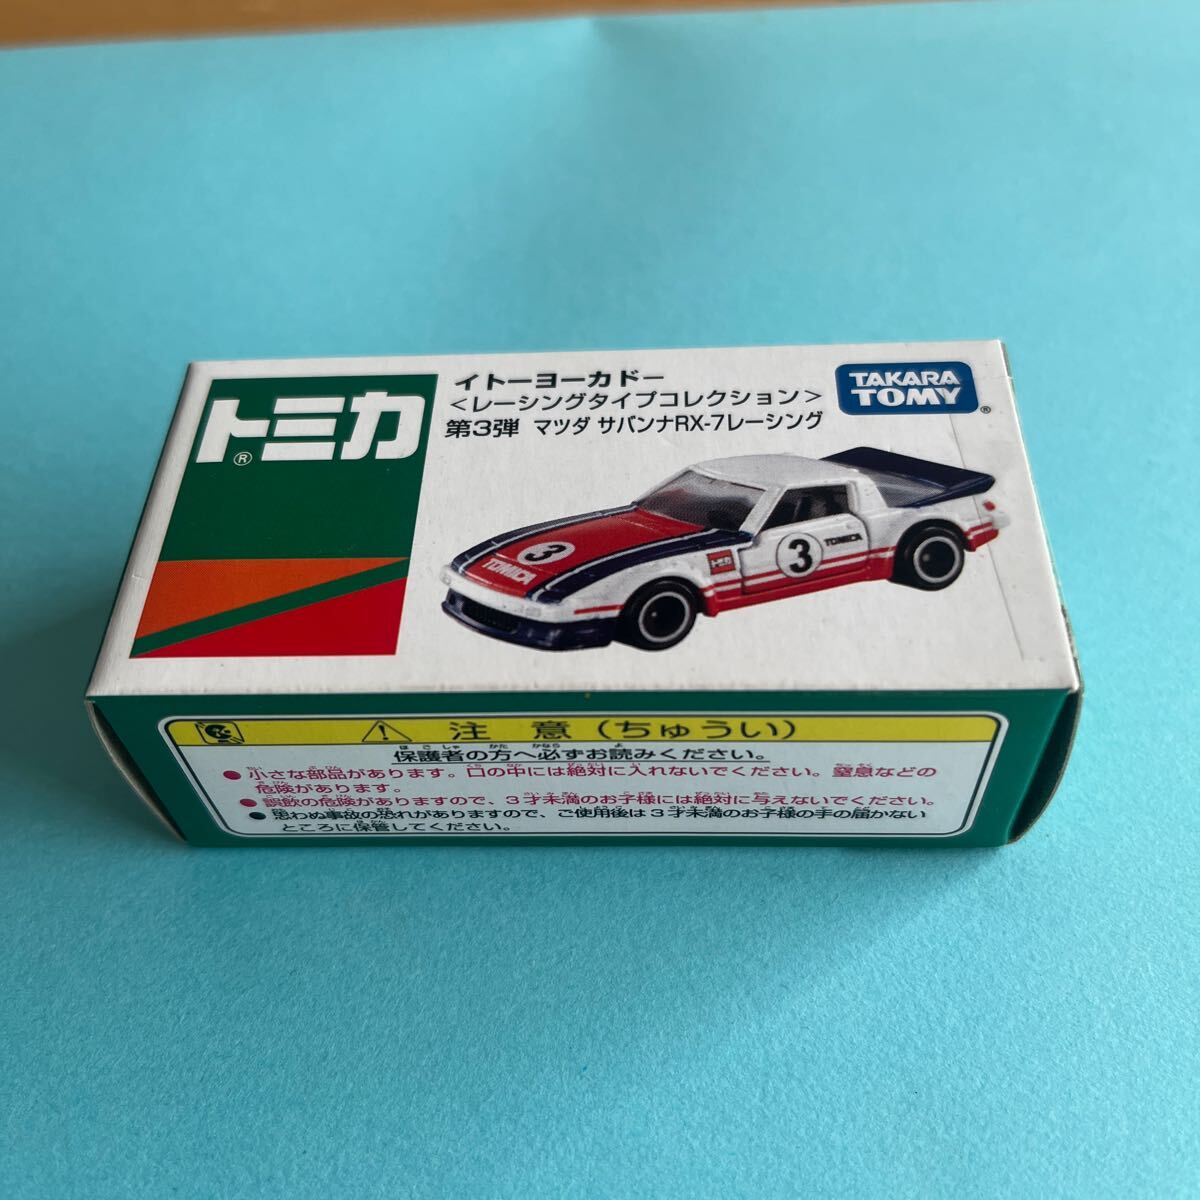 トミカ®
イトーヨーカドー
<レーシングタイプコレクション>
第3弾 マツダ サバンナRX-7レーシング
TAKARA
TOMY®
3
TOMICA
トミカ
3
TOMICA
⚠ 注意(ちゅうい)
保護者の方へ必ずお読みください。
●小さな部品があります。口の中には絶対に入れないでください。窒息などの
危険があります。
●誤飲の危険がありますので、3才未満のお子様には絶対に与えないでください。
●思わぬ事故の恐れがありますので、ご使用後は3才未満のお子様の手の届かない
ところに保管してください。